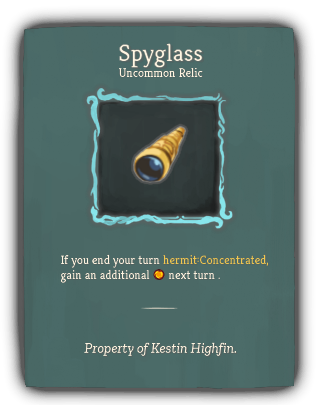 Spyglass
Uncommon Relic
If you end your turn hermit:Concentrated,
gain an additional next turn .
Property of Kestin Highfin.